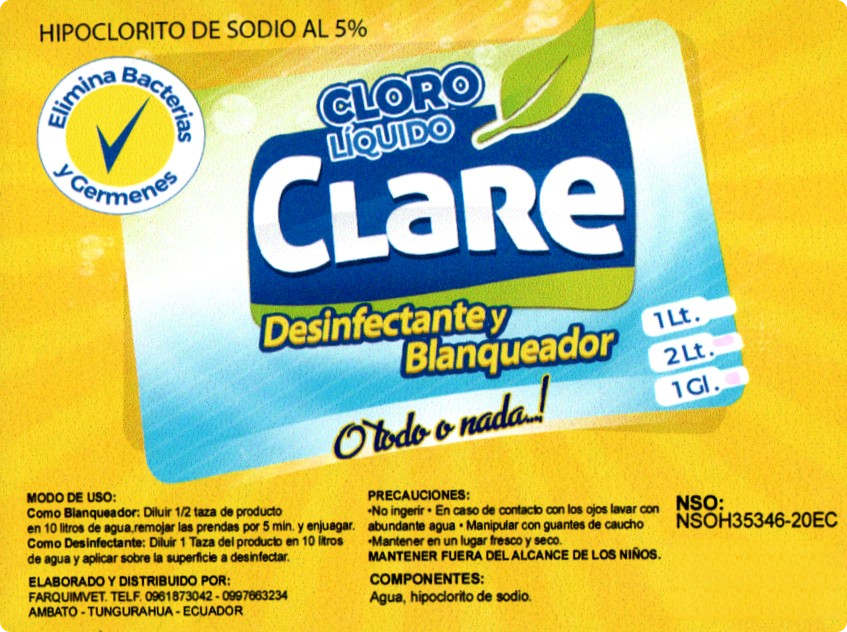 HIPOCLORITO DE SODIO AL 5%
Elimina Bacterias
y Germenes
CLORO
LÍQUIDO
CLaRe
Desinfectante y
Blanqueador
1 Lt.
2 Lt.
1 Gl.
O todo o nada...!
MODO DE USO:
Como Blanqueador: Diluir 1/2 taza de producto
en 10 litros de agua,remojar las prendas por 5 min. y enjuagar.
Como Desinfectante: Diluir 1 Taza del producto en 10 litros
de agua y aplicar sobre la superficie a desinfectar.
ELABORADO Y DISTRIBUIDO POR:
FARQUIMVET. TELF. 0961873042 - 0997663234
AMBATO - TUNGURAHUA - ECUADOR
PRECAUCIONES:
•No ingerir • En caso de contacto con los ojos lavar con
abundante agua • Manipular con guantes de caucho
•Mantener en un lugar fresco y seco.
MANTENER FUERA DEL ALCANCE DE LOS NIÑOS.
COMPONENTES:
Agua, hipoclorito de sodio.
NSO:
NSOH35346-20EC